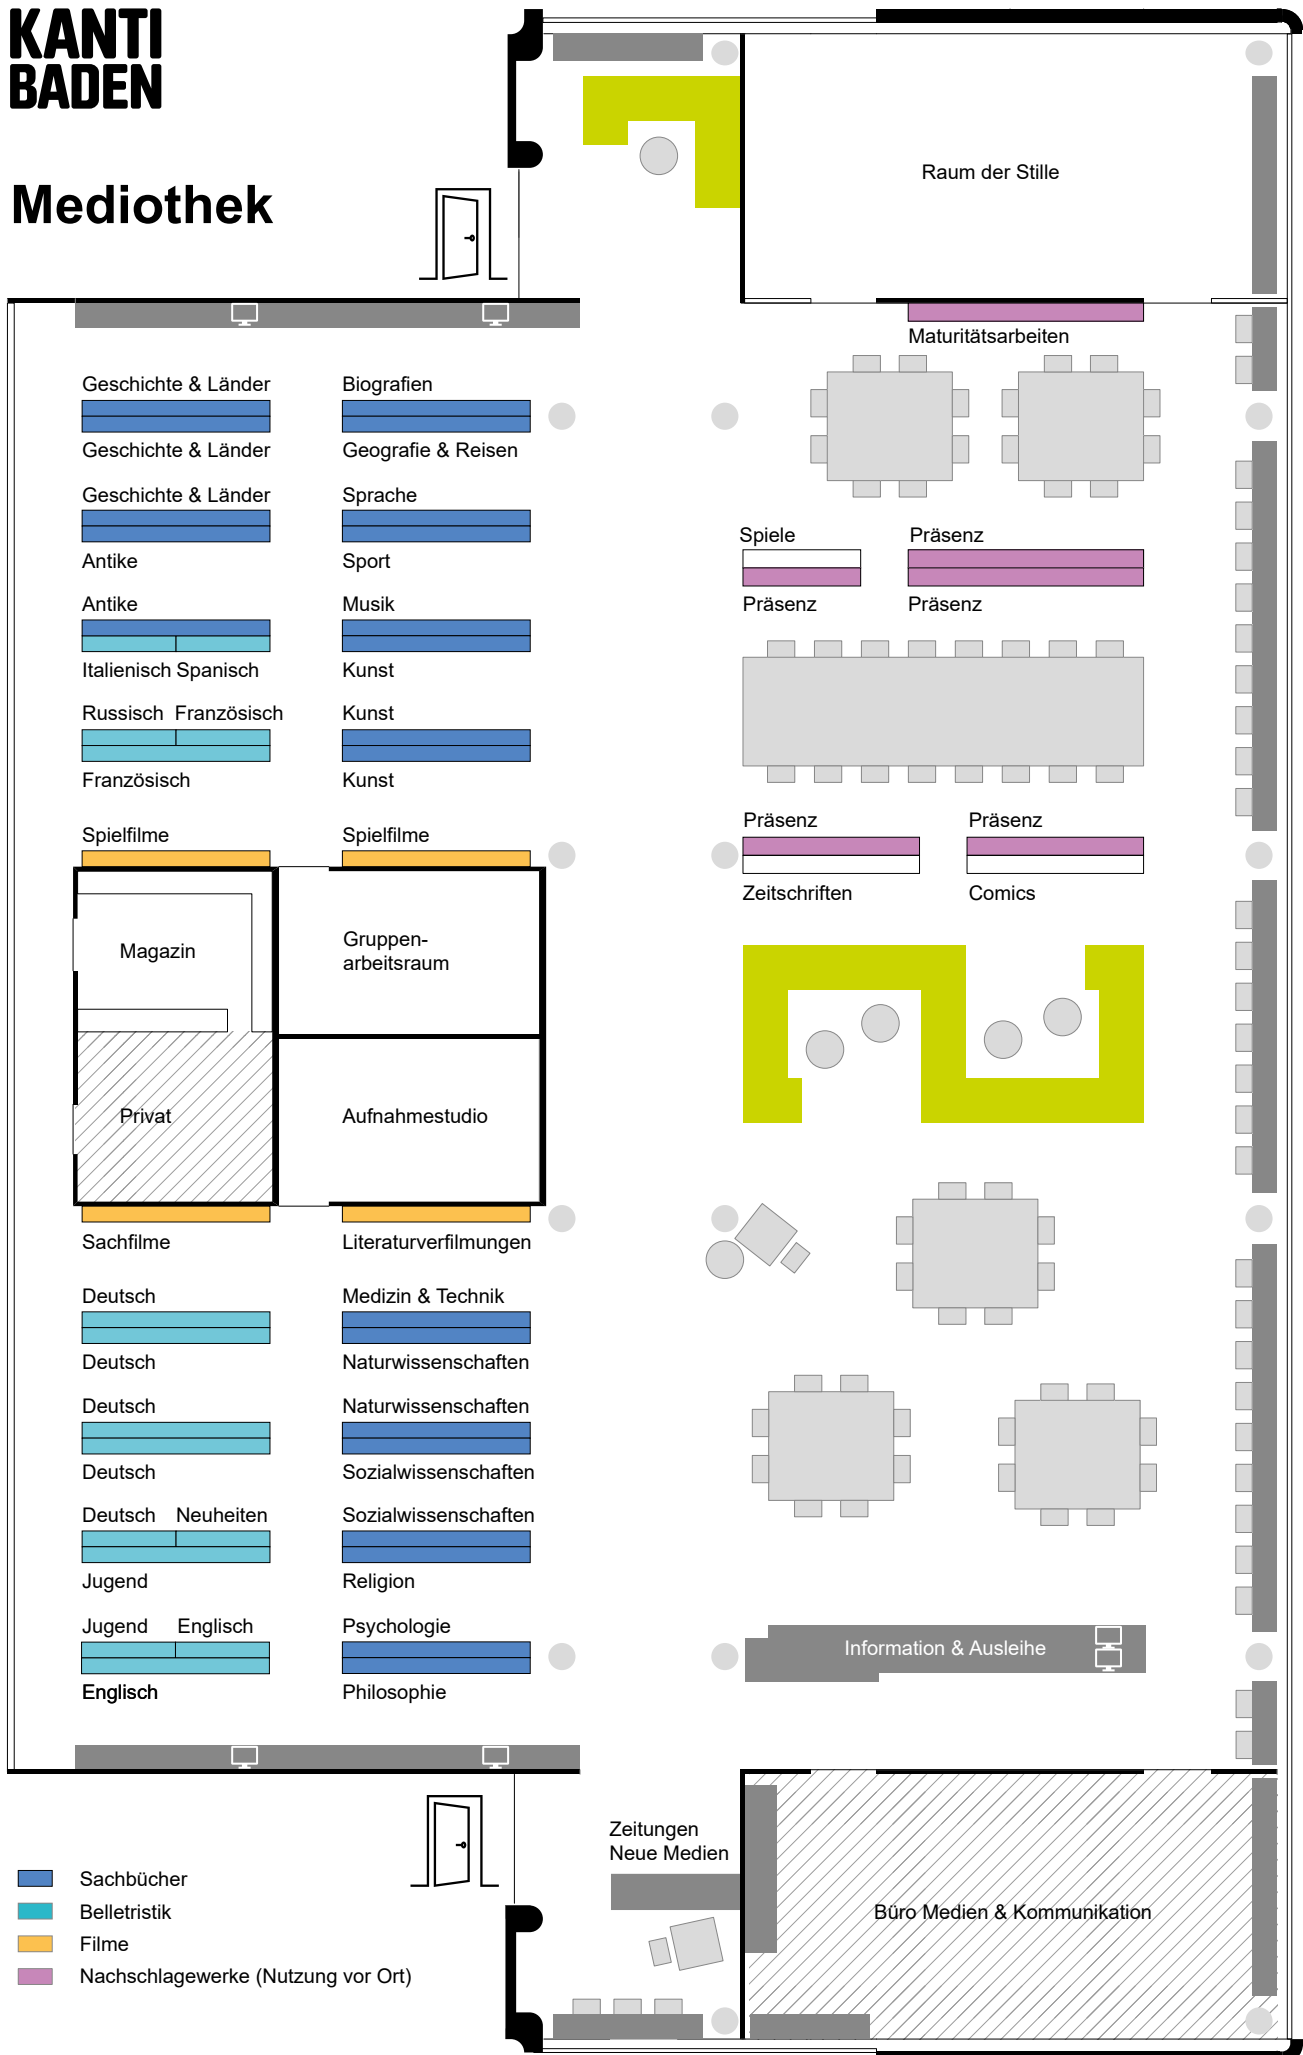 KANTI
BADEN
Mediothek
Raum der Stille
Maturitätsarbeiten
Geschichte & Länder
Biografien
Geschichte & Länder
Geografie & Reisen
Geschichte & Länder
Sprache
Antike
Sport
Spiele
Präsenz
Präsenz
Präsenz
Antike
Musik
Italienisch Spanisch
Kunst
Russisch Französisch
Kunst
Französisch
Kunst
Spielfilme
Spielfilme
Präsenz
Präsenz
Zeitschriften
Comics
Magazin
Gruppen-
arbeitsraum
Privat
Aufnahmestudio
Sachfilme
Literaturverfilmungen
Deutsch
Medizin & Technik
Deutsch
Naturwissenschaften
Deutsch
Naturwissenschaften
Deutsch
Sozialwissenschaften
Deutsch Neuheiten
Sozialwissenschaften
Jugend
Religion
Jugend Englisch
Psychologie
Englisch
Philosophie
Information & Ausleihe
Zeitungen
Neue Medien
Büro Medien & Kommunikation
Sachbücher
Belletristik
Filme
Nachschlagewerke (Nutzung vor Ort)